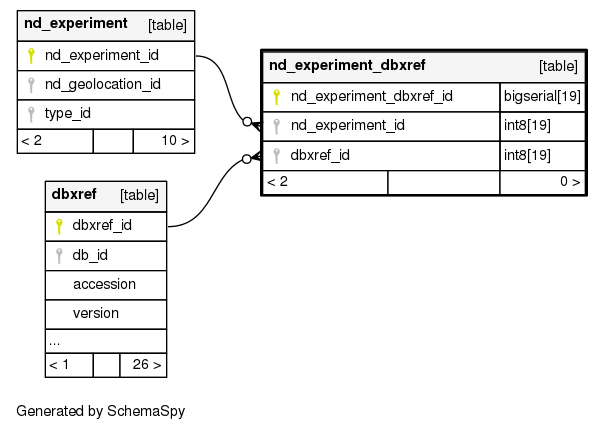 nd_experiment [table]
nd_experiment_id
nd_geolocation_id
type_id
< 2 10 >
nd_experiment_dbxref [table]
nd_experiment_dbxref_id bigserial[19]
nd_experiment_id int8[19]
dbxref_id int8[19]
< 2 0 >
dbxref [table]
dbxref_id
db_id
accession
version
...
< 1 26 >
Generated by SchemaSpy